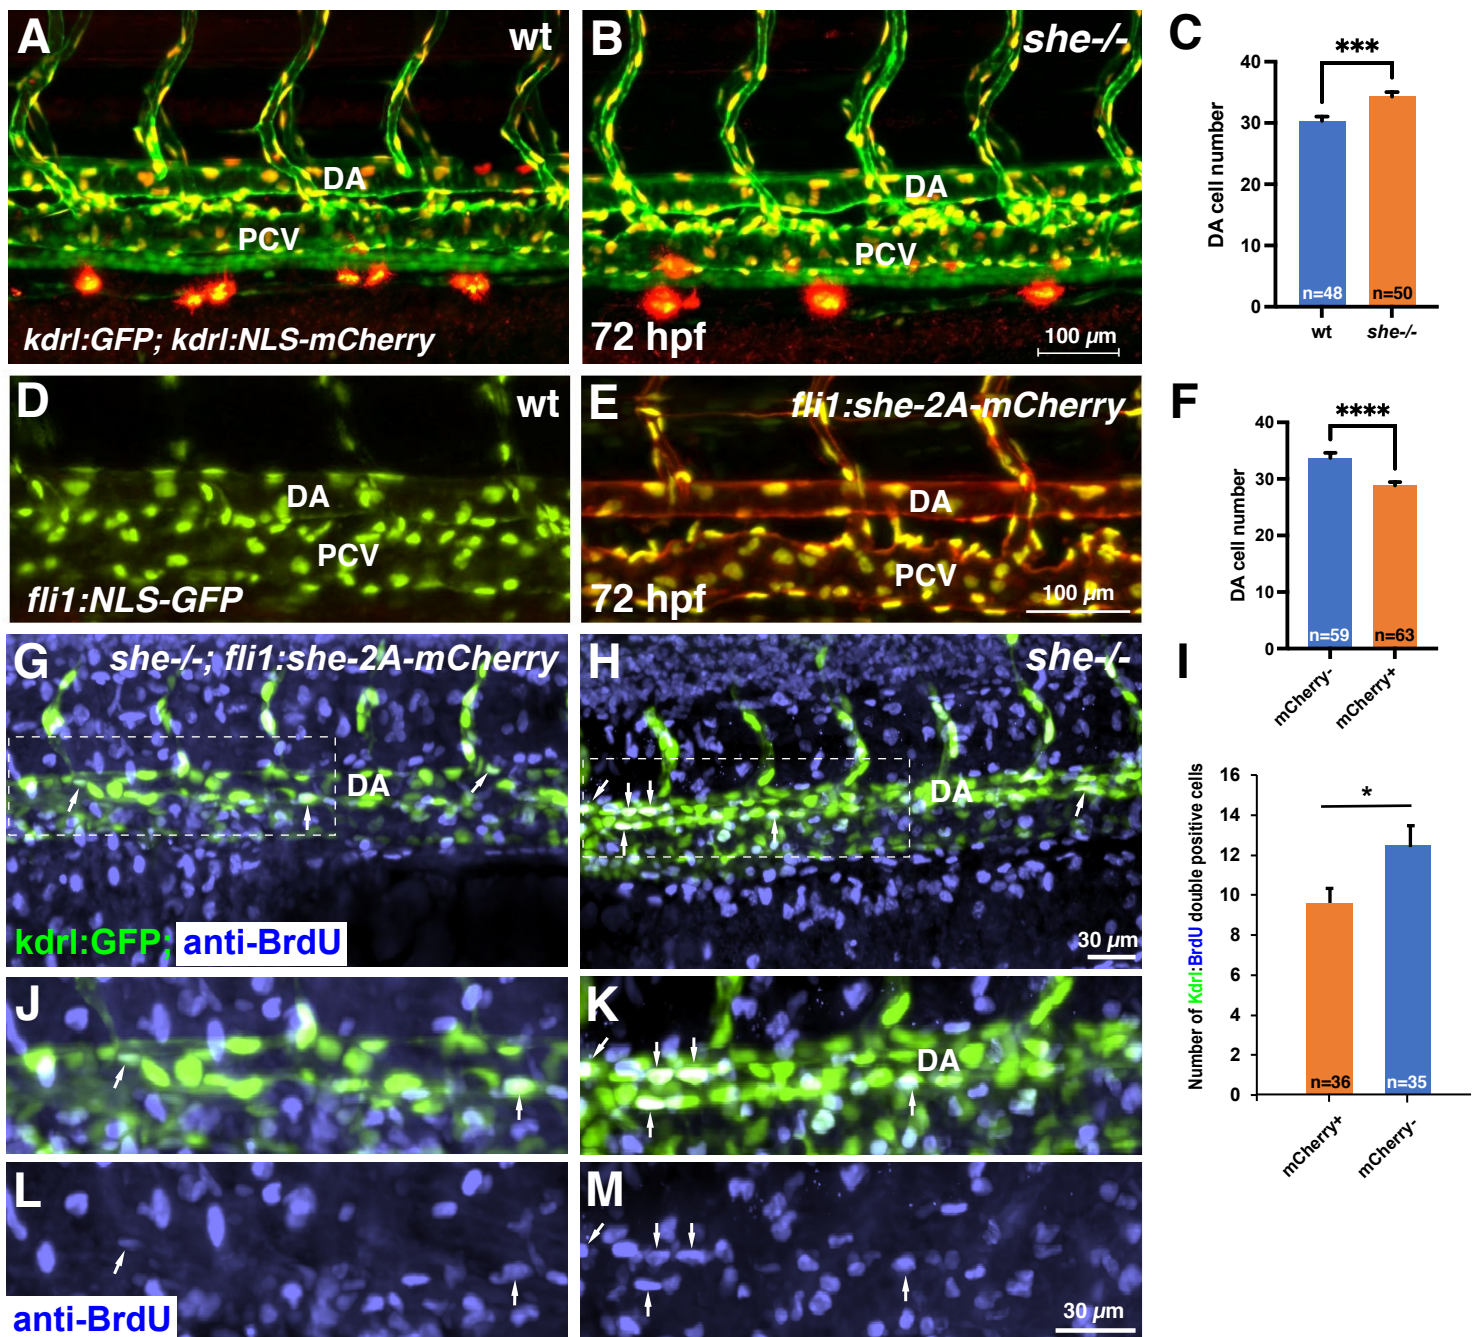 A
wt
DA
PCV
kdrl:GFP; kdrl:NLS-mCherry
B
she-/-
DA
PCV
72 hpf
100 µm
C
***
DA cell number
40
30
20
10
0
n=48
n=50
wt
she-/-
D
wt
DA
PCV
fli1:NLS-GFP
E
fli1:she-2A-mCherry
DA
PCV
72 hpf
100 µm
F
****
DA cell number
40
30
20
10
0
n=59
n=63
mCherry-
mCherry+
G
she-/-; fli1:she-2A-mCherry
DA
kdrl:GFP; anti-BrdU
H
she-/-
DA
30 µm
I
*
Number of Kdrl:BrdU double positive cells
16
14
12
10
8
6
4
2
0
n=36
n=35
mCherry+
mCherry-
J
K
DA
L
anti-BrdU
M
30 µm